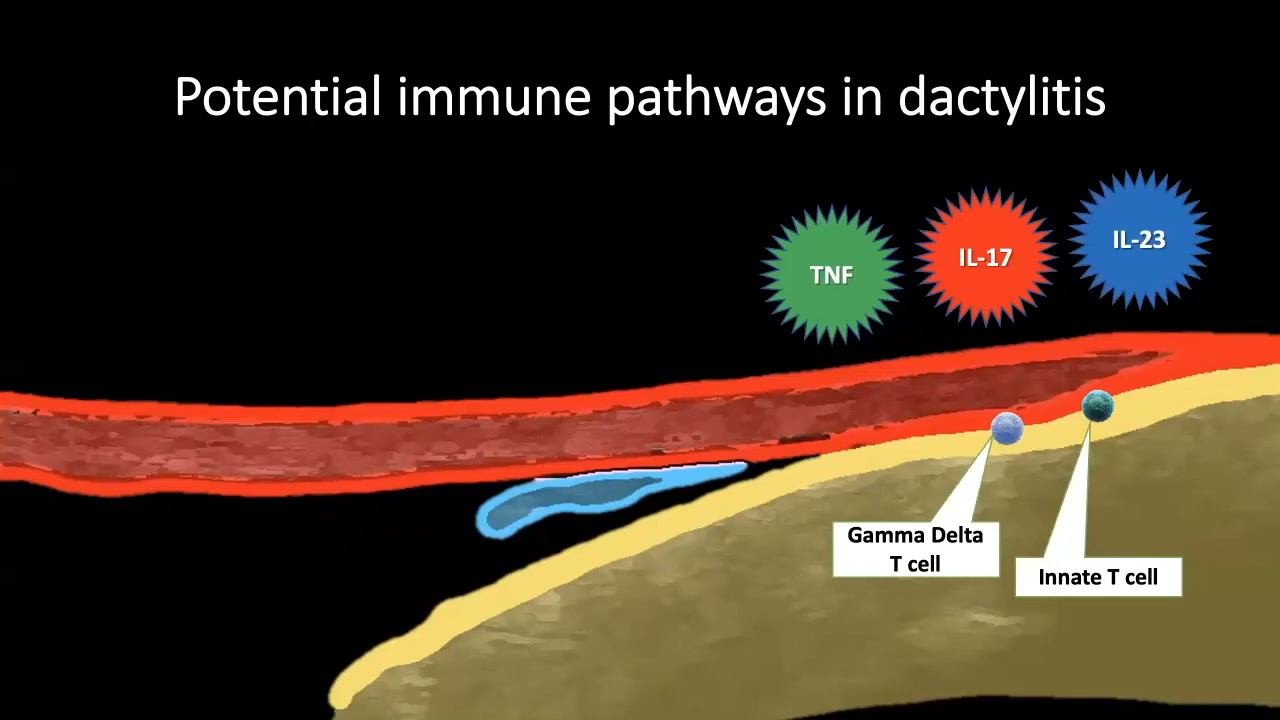 Potential immune pathways in dactylitis
TNF
IL-17
IL-23
Gamma Delta
T cell
Innate T cell